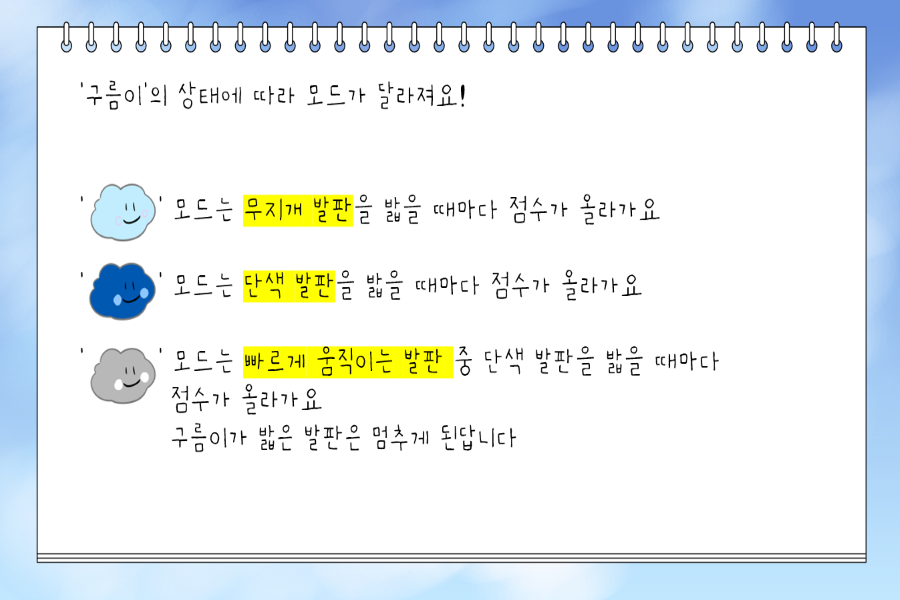 '구름이'의 상태에 따라 모드가 달라져요!
' ' 모드는 무지개 발판을 밟을 때마다 점수가 올라가요
' ' 모드는 단색 발판을 밟을 때마다 점수가 올라가요
' ' 모드는 빠르게 움직이는 발판 중 단색 발판을 밟을 때마다
점수가 올라가요
구름이가 밟은 발판은 멈추게 된답니다